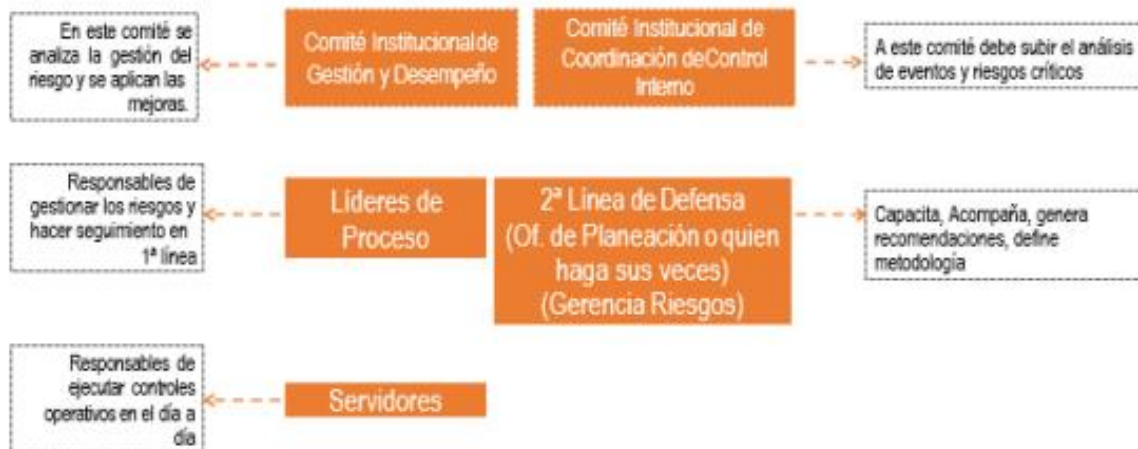 En este comité se
analiza la gestión del
riesgo y se aplican las
mejoras.
Comité Institucional de
Gestión y Desempeño
Comité Institucional de
Coordinación de Control
Interno
A este comité debe subir el análisis
de eventos y riesgos críticos
Responsables de
gestionar los riesgos y
hacer seguimiento en
1ª línea
Líderes de
Proceso
2ª Línea de Defensa
(Of. de Planeación o quien
haga sus veces)
(Gerencia Riesgos)
Capacita, Acompaña, genera
recomendaciones, define
metodología
Responsables de
ejecutar controles
operativos en el día a
día
Servidores